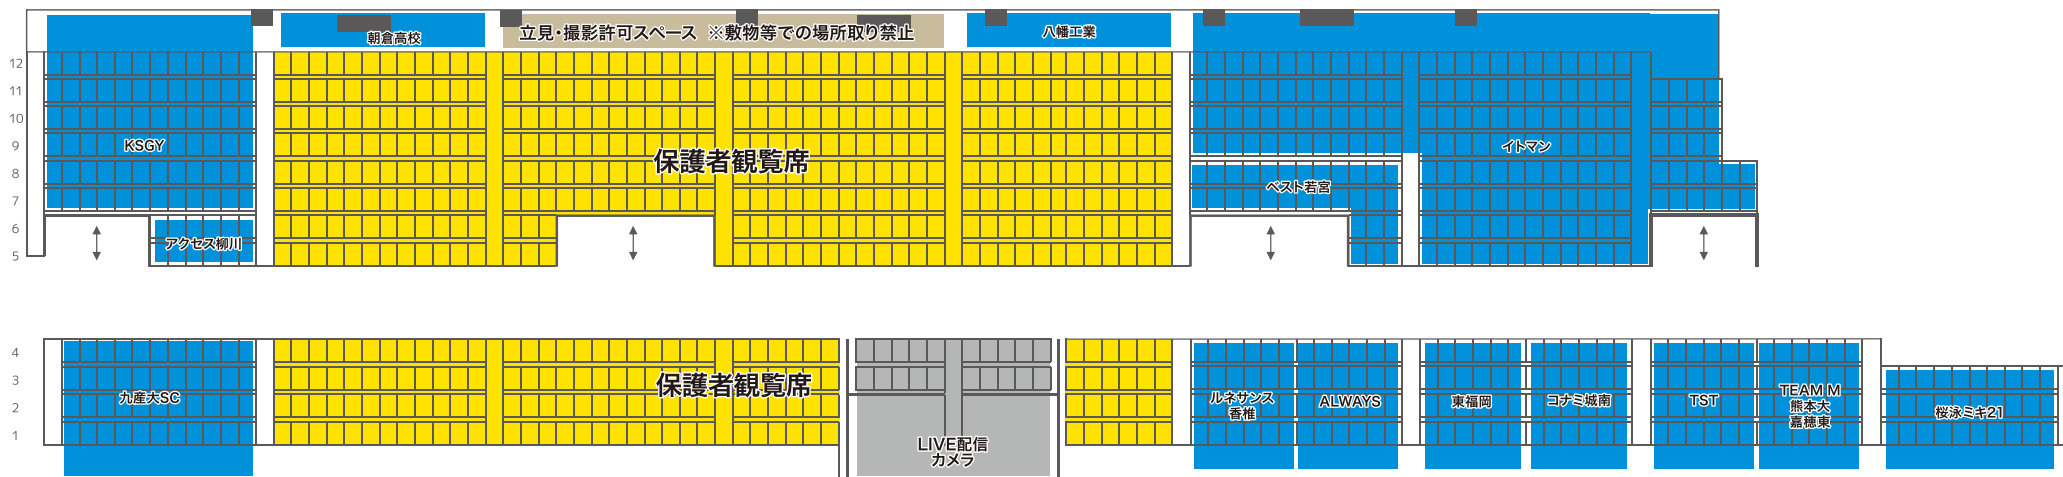 朝倉高校
立見・撮影許可スペース ※敷物等での場所取り禁止
八幡工業
12
11
10
9
8
7
6
5
KSGY
保護者観覧席
イトマン
ベスト若宮
アクセス柳川
4
3
2
1
九産大SC
保護者観覧席
LIVE配信
カメラ
ルネサンス
香椎
ALWAYS
東福岡
コナミ城南
TST
TEAM M
熊本大
嘉穂東
桜泳ミキ21